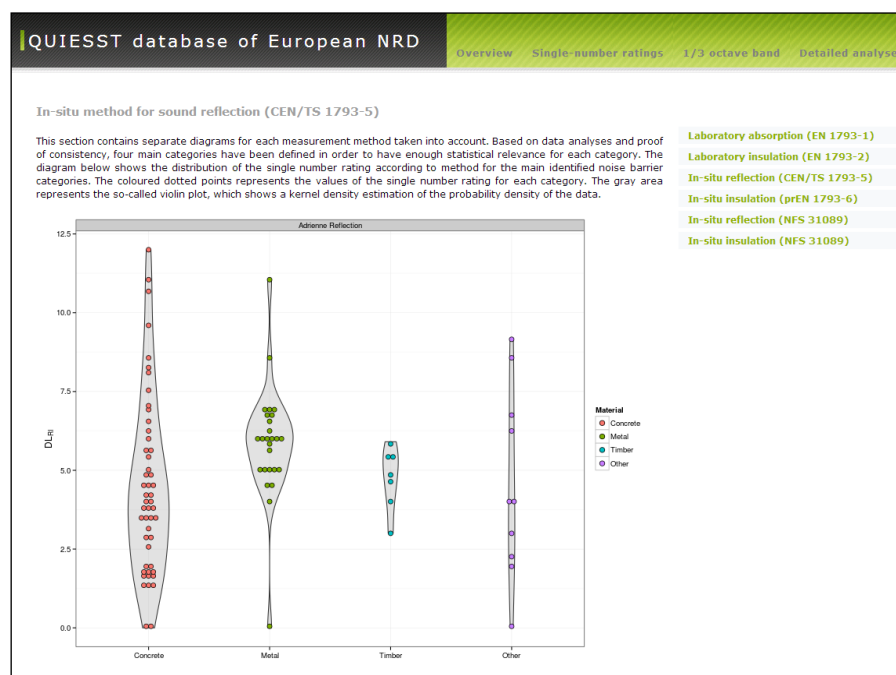 QUIESST database of European NRD
Overview Single-number ratings 1/3 octave band Detailed analyse
In-situ method for sound reflection (CEN/TS 1793-5)
This section contains separate diagrams for each measurement method taken into account. Based on data analyses and proof
of consistency, four main categories have been defined in order to have enough statistical relevance for each category. The
diagram below shows the distribution of the single number rating according to method for the main identified noise barrier
categories. The coloured dotted points represents the values of the single number rating for each category. The gray area
represents the so-called violin plot, which shows a kernel density estimation of the probability density of the data.
Laboratory absorption (EN 1793-1)
Laboratory insulation (EN 1793-2)
In-situ reflection (CEN/TS 1793-5)
In-situ insulation (prEN 1793-6)
In-situ reflection (NFS 31089)
In-situ insulation (NFS 31089)
Adrienne Reflection
12.5
10.0
7.5
5.0
2.5
0.0
DL_RI
Concrete Metal Timber Other
Material
Concrete
Metal
Timber
Other